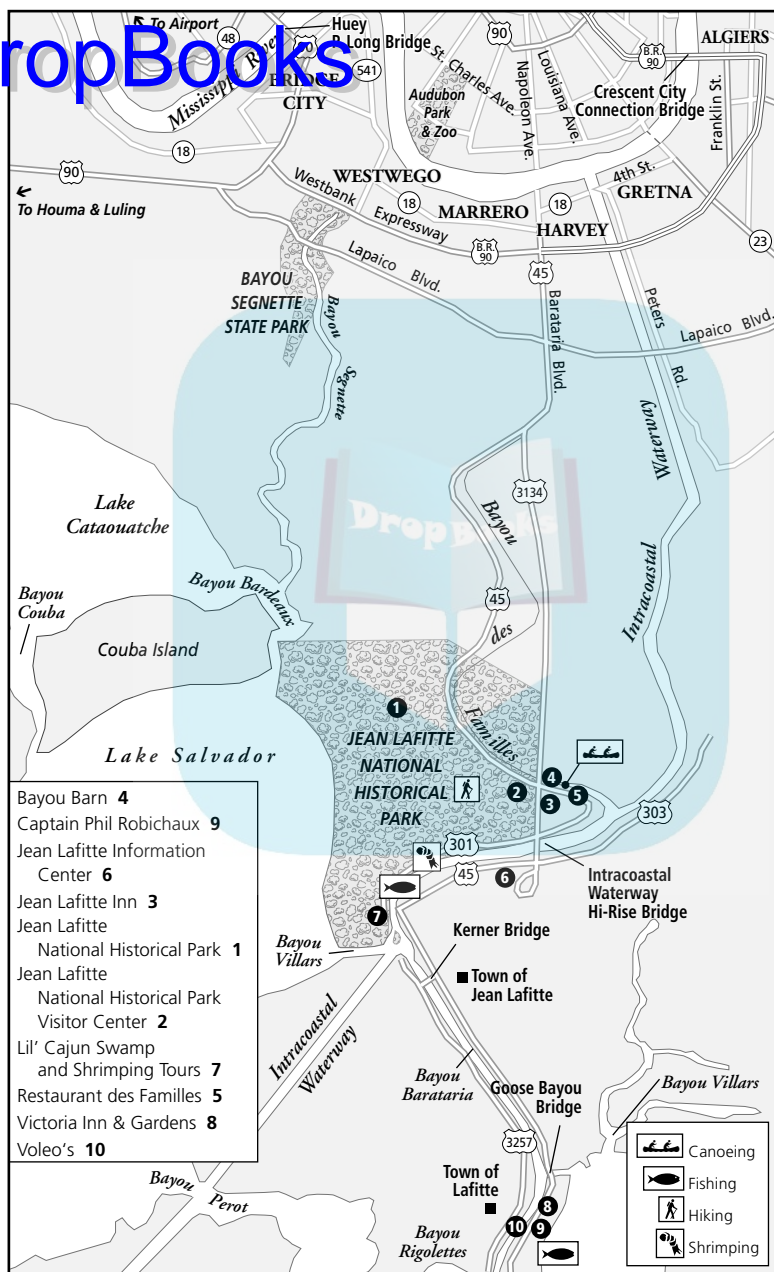 To Airport
Huey
P. Long Bridge
48
90
541
BRIDGE
CITY
Mississippi River
DropBooks
18
90
To Houma & Luling
St. Charles Ave.
Audubon
Park
& Zoo
90
Napoleon Ave.
Louisiana Ave.
B.R.
90
ALGIERS
Crescent City
Connection Bridge
Franklin St.
4th St.
GRETNA
WESTWEGO
18
MARRERO
18
HARVEY
Westbank Expressway
B.R.
90
23
45
Lapaico Blvd.
Barataria Blvd.
Peters Rd.
Lapaico Blvd.
BAYOU
SEGNETTE
STATE PARK
Bayou Segnette
Waterway
Intracoastal
3134
DropBooks
Lake
Cataouatche
Bayou
Couba
Bayou Bardeaux
Couba Island
45
Bayou des Familles
Lake Salvador
1
JEAN LAFITTE
NATIONAL
HISTORICAL
PARK
2
4
3
5
301
303
45
6
7
Intracoastal
Waterway
Hi-Rise Bridge
Bayou
Villars
Kerner Bridge
Town of
Jean Lafitte
Intracoastal
Waterway
Bayou
Barataria
Goose Bayou
Bridge
Bayou Villars
3257
Town of
Lafitte
Bayou
Perot
Bayou
Rigolettes
8
10
9
Bayou Barn 4
Captain Phil Robichaux 9
Jean Lafitte Information
Center 6
Jean Lafitte Inn 3
Jean Lafitte
National Historical Park 1
Jean Lafitte
National Historical Park
Visitor Center 2
Lil’ Cajun Swamp
and Shrimping Tours 7
Restaurant des Familles 5
Victoria Inn & Gardens 8
Voleo‘s 10
Canoeing
Fishing
Hiking
Shrimping